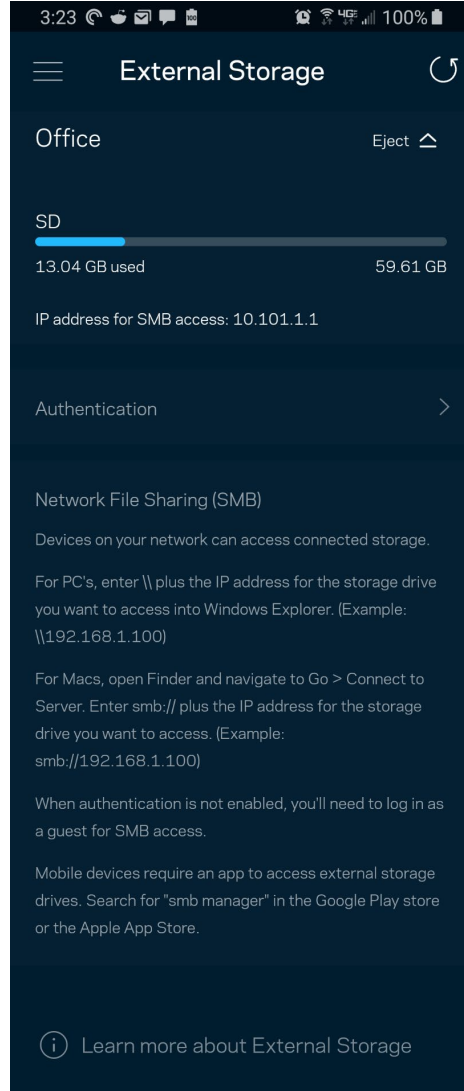 3:23 100%
External Storage
Office Eject
SD
13.04 GB used 59.61 GB
IP address for SMB access: 10.101.1.1
Authentication
Network File Sharing (SMB)
Devices on your network can access connected storage.
For PC's, enter \\ plus the IP address for the storage drive
you want to access into Windows Explorer. (Example:
\\192.168.1.100)
For Macs, open Finder and navigate to Go > Connect to
Server. Enter smb:// plus the IP address for the storage
drive you want to access. (Example:
smb://192.168.1.100)
When authentication is not enabled, you'll need to log in as
a guest for SMB access.
Mobile devices require an app to access external storage
drives. Search for "smb manager" in the Google Play store
or the Apple App Store.
Learn more about External Storage